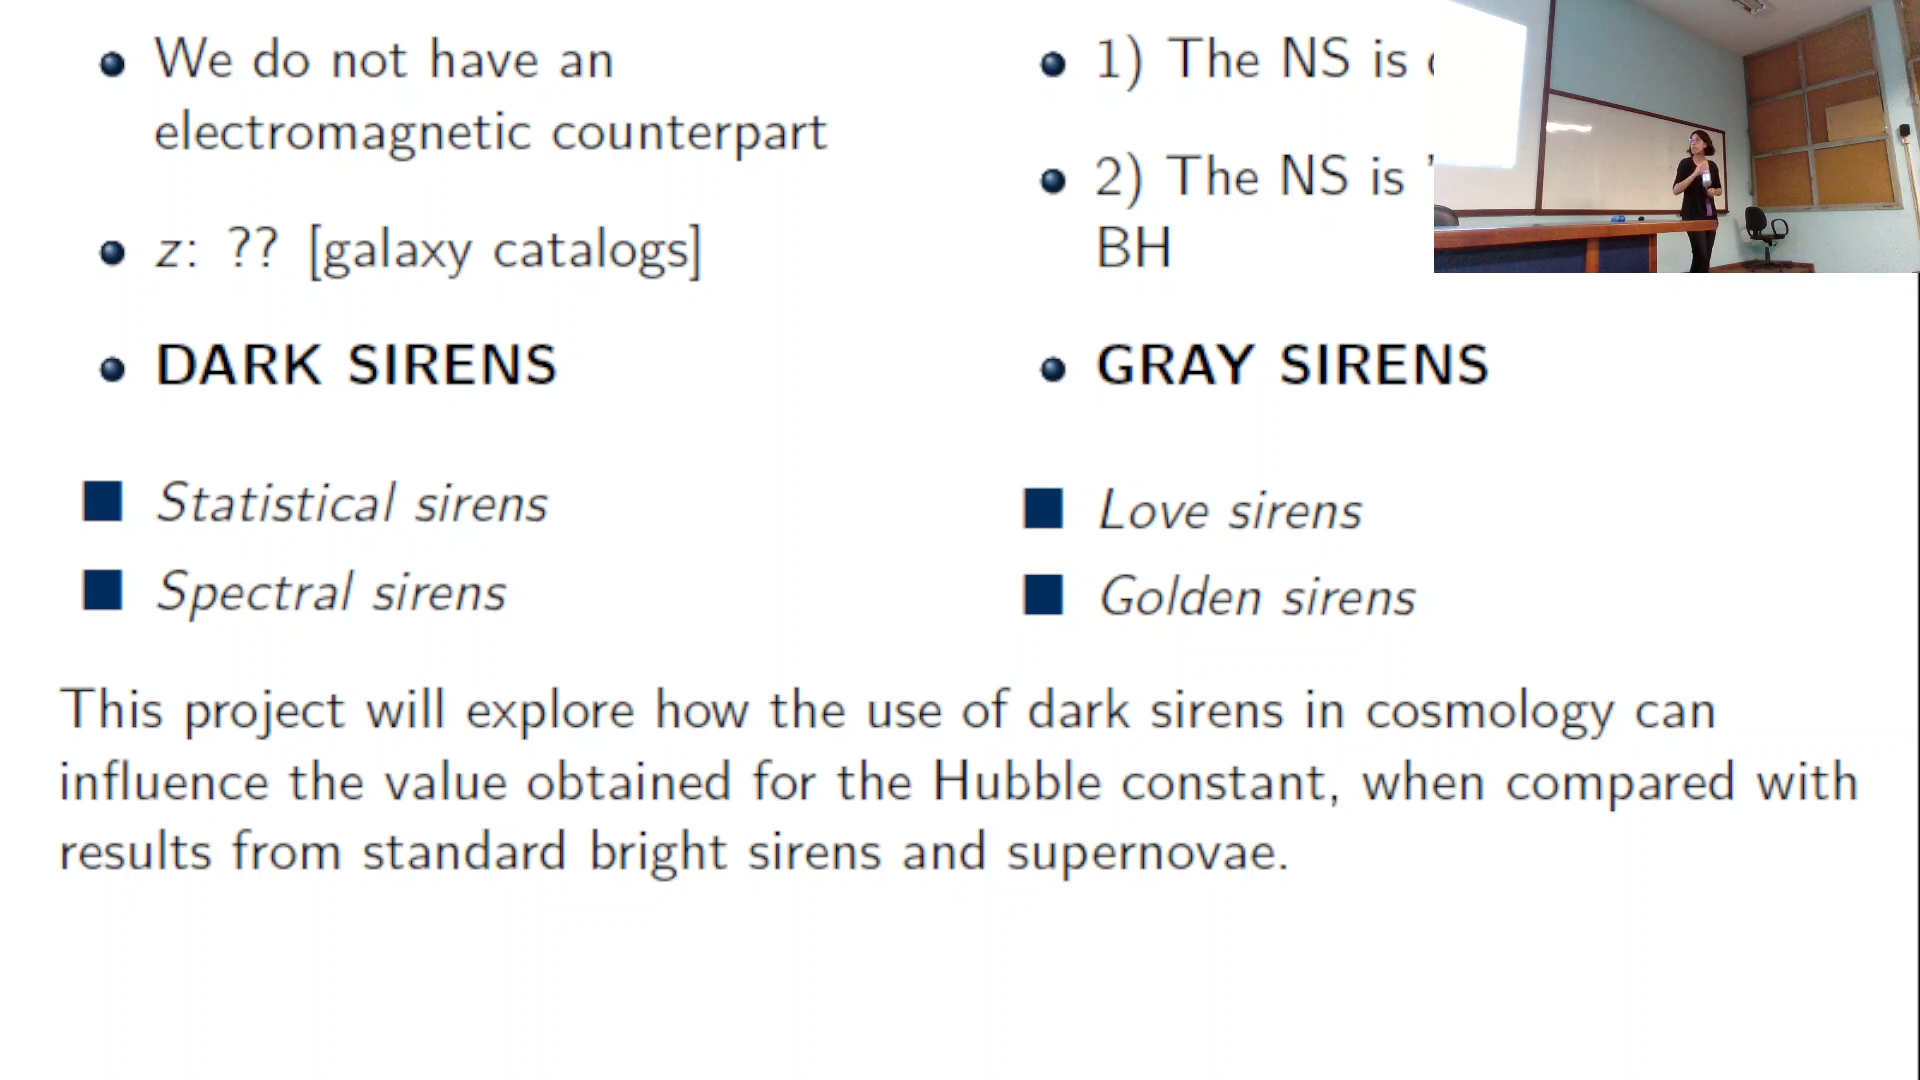 We do not have an
electromagnetic counterpart
z: ?? [galaxy catalogs]
DARK SIRENS
Statistical sirens
Spectral sirens
1) The NS is
2) The NS is "
BH
GRAY SIRENS
Love sirens
Golden sirens
This project will explore how the use of dark sirens in cosmology can
influence the value obtained for the Hubble constant, when compared with
results from standard bright sirens and supernovae.